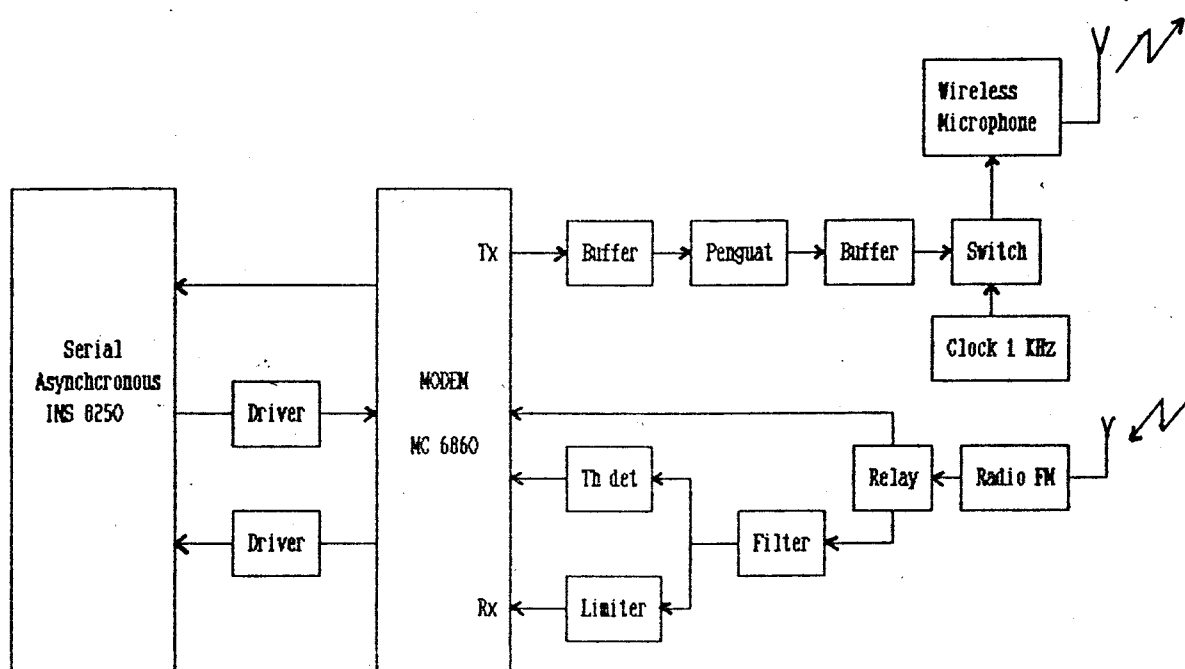 Wireless
Microphone
Tx
Buffer
Penguat
Buffer
Switch
Clock 1 KHz
Serial
Asynchcronous
INS 8250
Driver
MODEM
MC 6860
Th det
Relay
Radio FM
Driver
Filter
Rx
Limiter